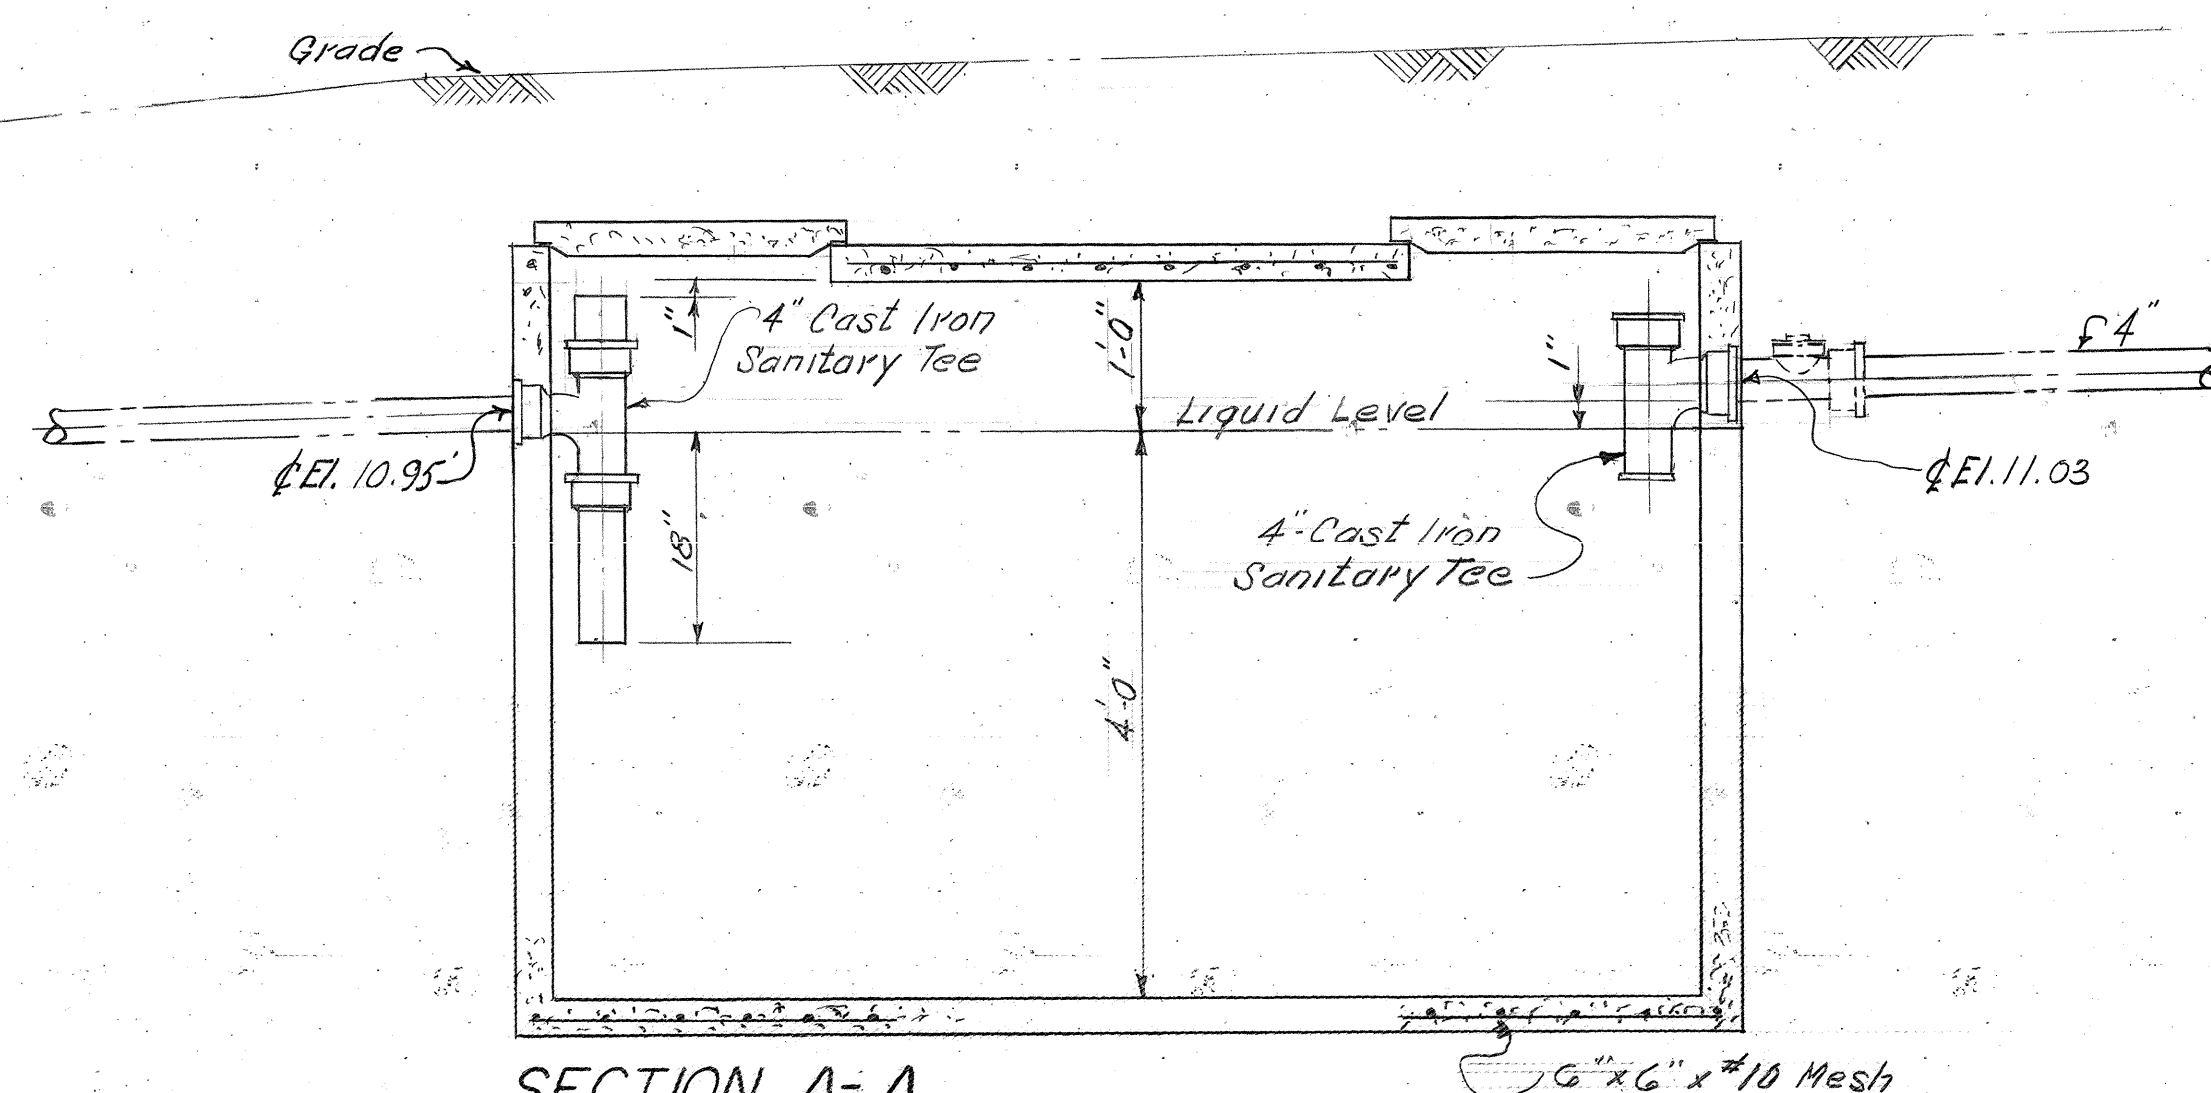 Grade
4" Cast Iron
Sanitary Tee
1"
1'-0"
1"
4"
Liquid Level
℄ El. 10.95'
℄ El. 11.03
18"
4"-Cast Iron
Sanitary Tee
4'-0"
SECTION A-A
6"x6" x #10 Mesh